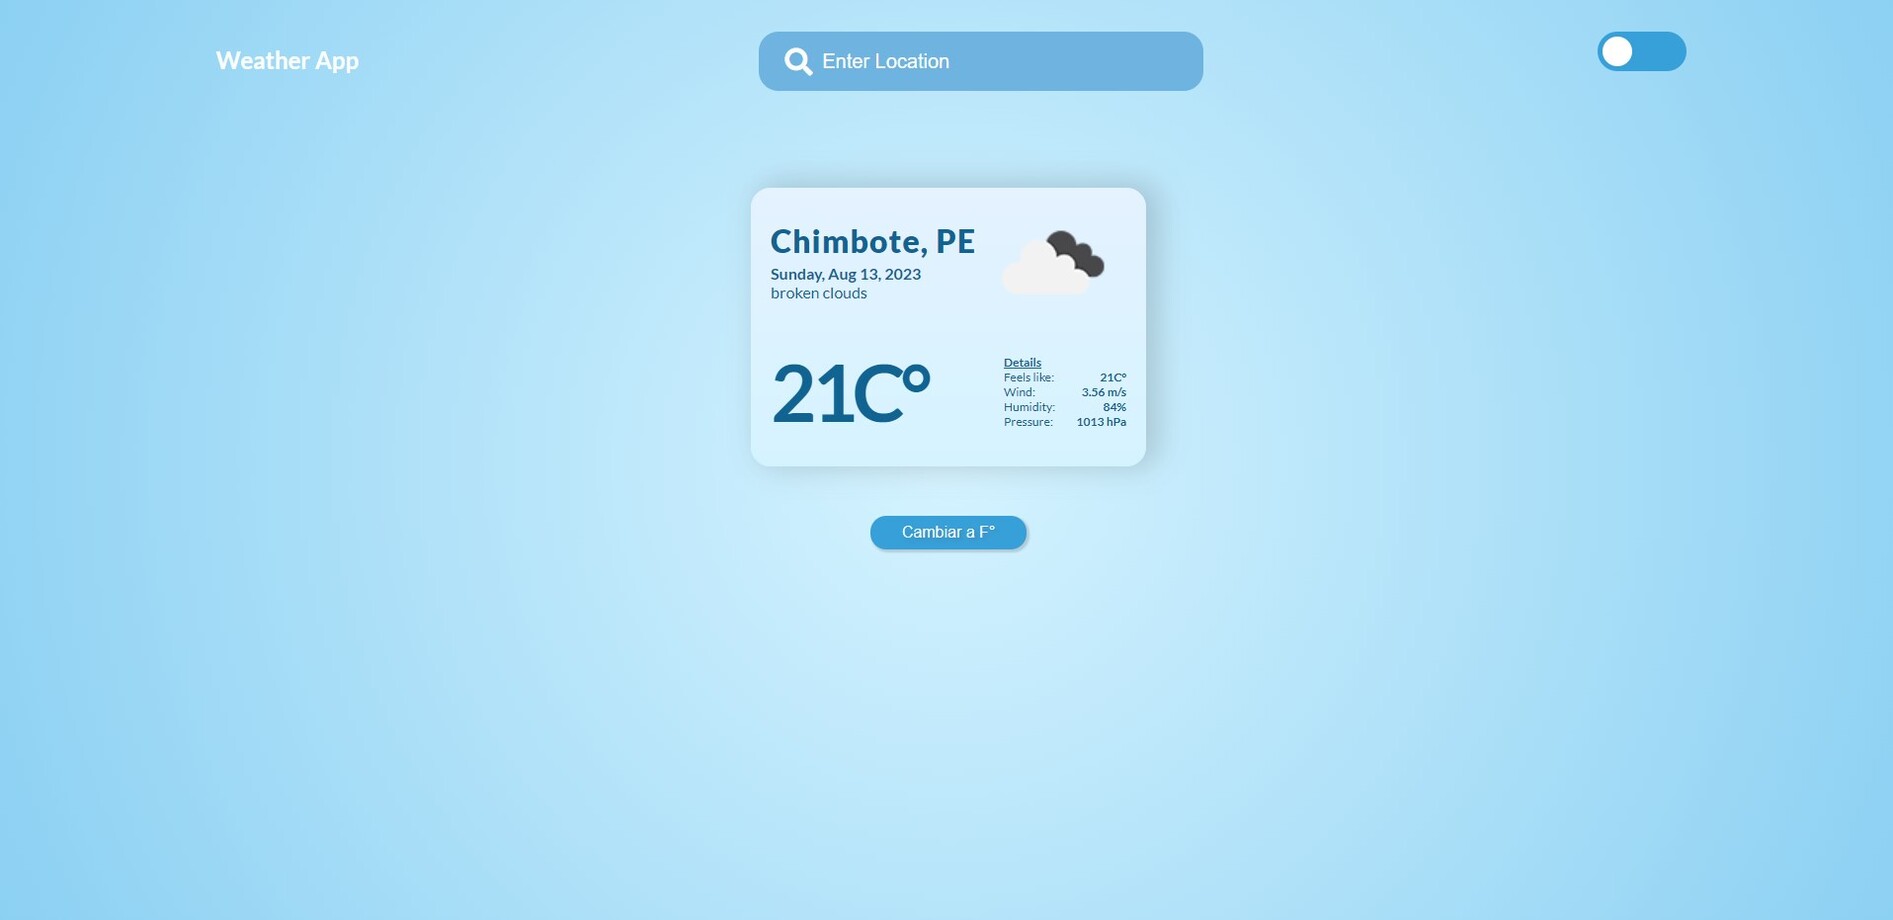 Weather App
Enter Location
Chimbote, PE
Sunday, Aug 13, 2023
broken clouds
21C°
Details
Feels like: 21C°
Wind: 3.56 m/s
Humidity: 84%
Pressure: 1013 hPa
Cambiar a F°